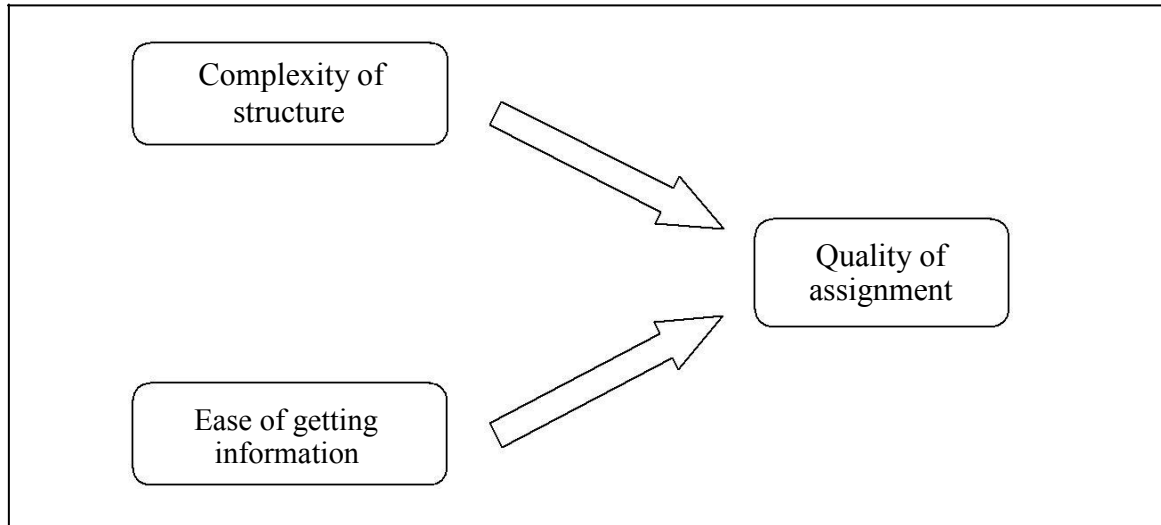 Complexity of
structure
Quality of
assignment
Ease of getting
information